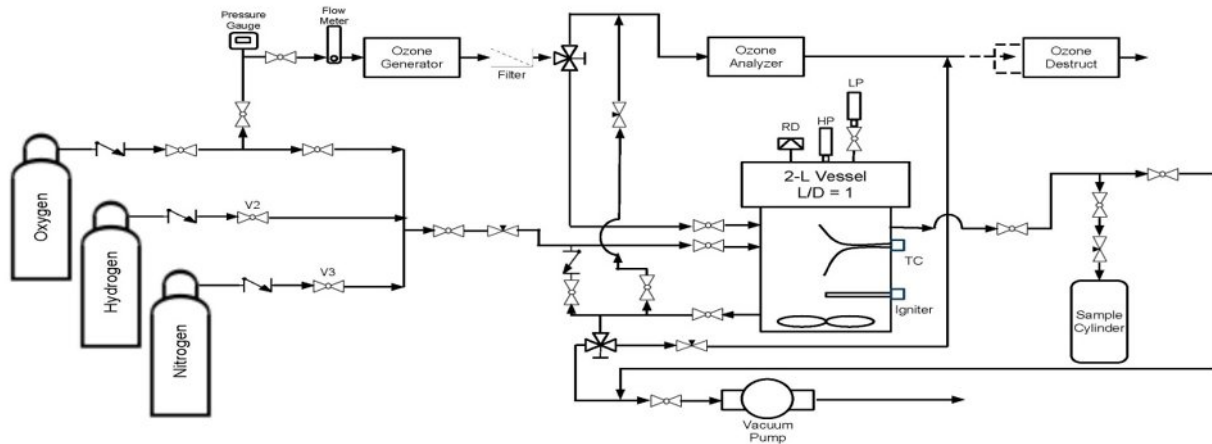 Pressure
Gauge
Flow
Meter
Ozone
Generator
Filter
Ozone
Analyzer
Ozone
Destruct
LP
HP
RD
2-L Vessel
L/D = 1
Oxygen
V2
Hydrogen
V3
Nitrogen
TC
Igniter
Sample
Cylinder
Vacuum
Pump